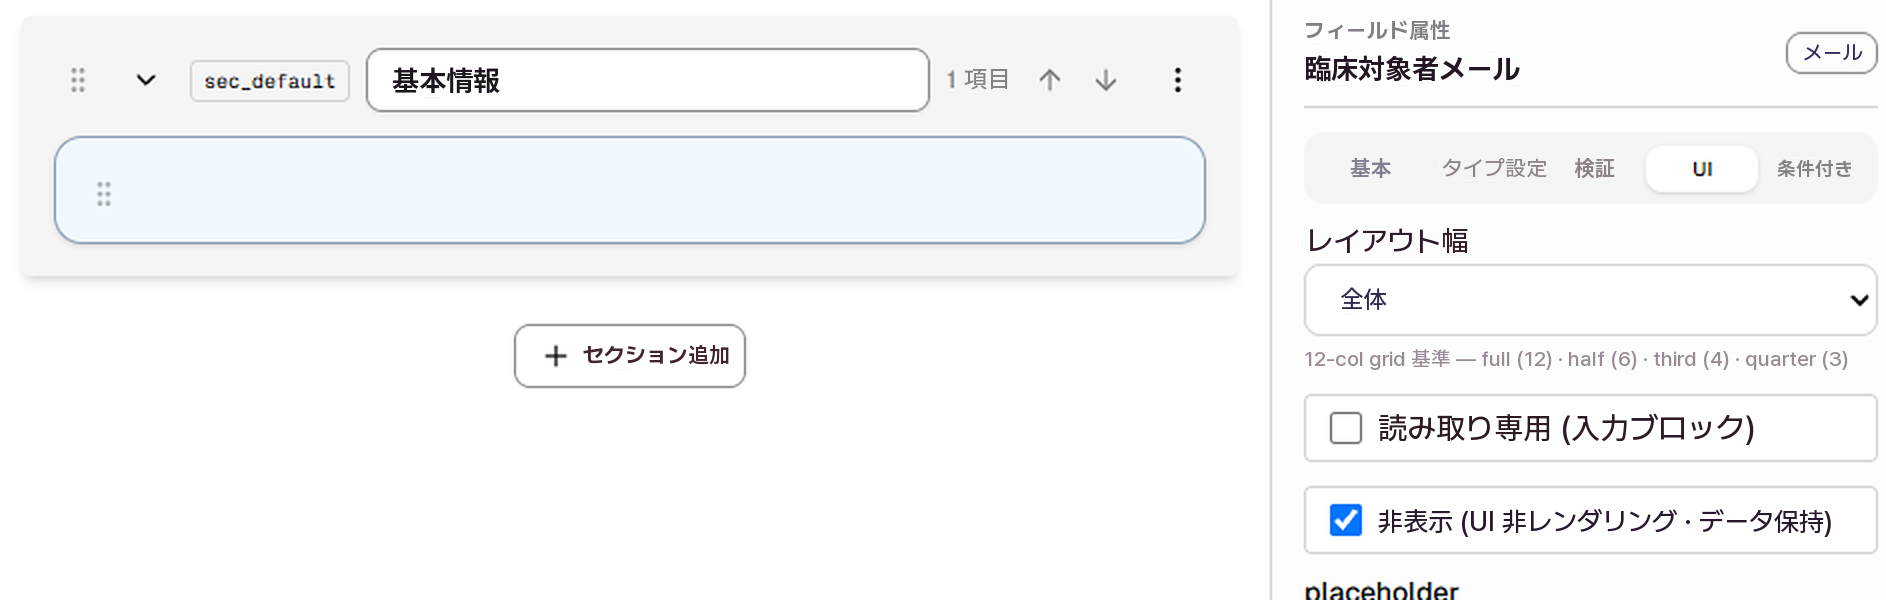 sec_default
基本情報
1 項目
セクション追加
フィールド属性
臨床対象者メール
メール
基本
タイプ設定
検証
UI
条件付き
レイアウト幅
全体
12-col grid 基準 — full (12) · half (6) · third (4) · quarter (3)
読み取り専用 (入力ブロック)
非表示 (UI 非レンダリング · データ保持)
placeholder